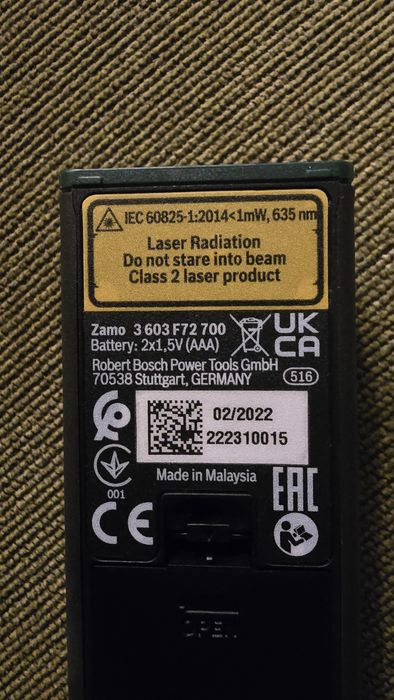 IEC 60825-1:2014<1mW, 635 nm
Laser Radiation
Do not stare into beam
Class 2 laser product
Zamo 3 603 F72 700
Battery: 2x1,5V (AAA)
UK
CA
Robert Bosch Power Tools GmbH
70538 Stuttgart, GERMANY
516
02/2022
222310015
Made in Malaysia
001
EAC
CE
OPEN